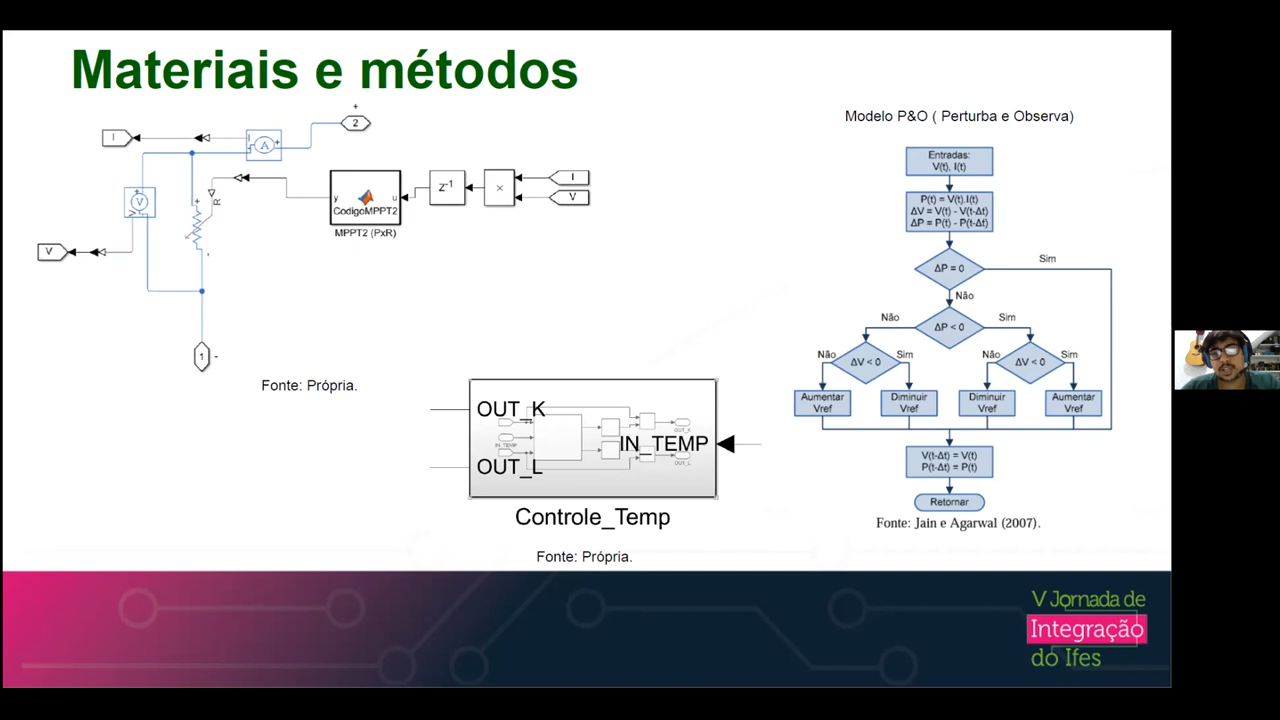 Materiais e métodos
+
2
I
I
A
+
-
+
V
V
R
+
-
V
1
-
y
u
CodigoMPPT2
MPPT2 (PxR)
Z-1
×
I
V
Fonte: Própria.
OUT_K
OUT_L
IN_TEMP
IN_TEMP
OUT_K
OUT_L
Controle_Temp
Fonte: Própria.
Modelo P&O ( Perturba e Observa)
Entradas:
V(t), I(t)
P(t) = V(t).I(t)
ΔV = V(t) - V(t-Δt)
ΔP = P(t) - P(t-Δt)
ΔP = 0
Sim
Não
ΔP < 0
Não
Sim
ΔV < 0
Não
Sim
ΔV < 0
Não
Sim
Aumentar
Vref
Diminuir
Vref
Diminuir
Vref
Aumentar
Vref
V(t-Δt) = V(t)
P(t-Δt) = P(t)
Retornar
Fonte: Jain e Agarwal (2007).
V Jornada de
Integração
do Ifes